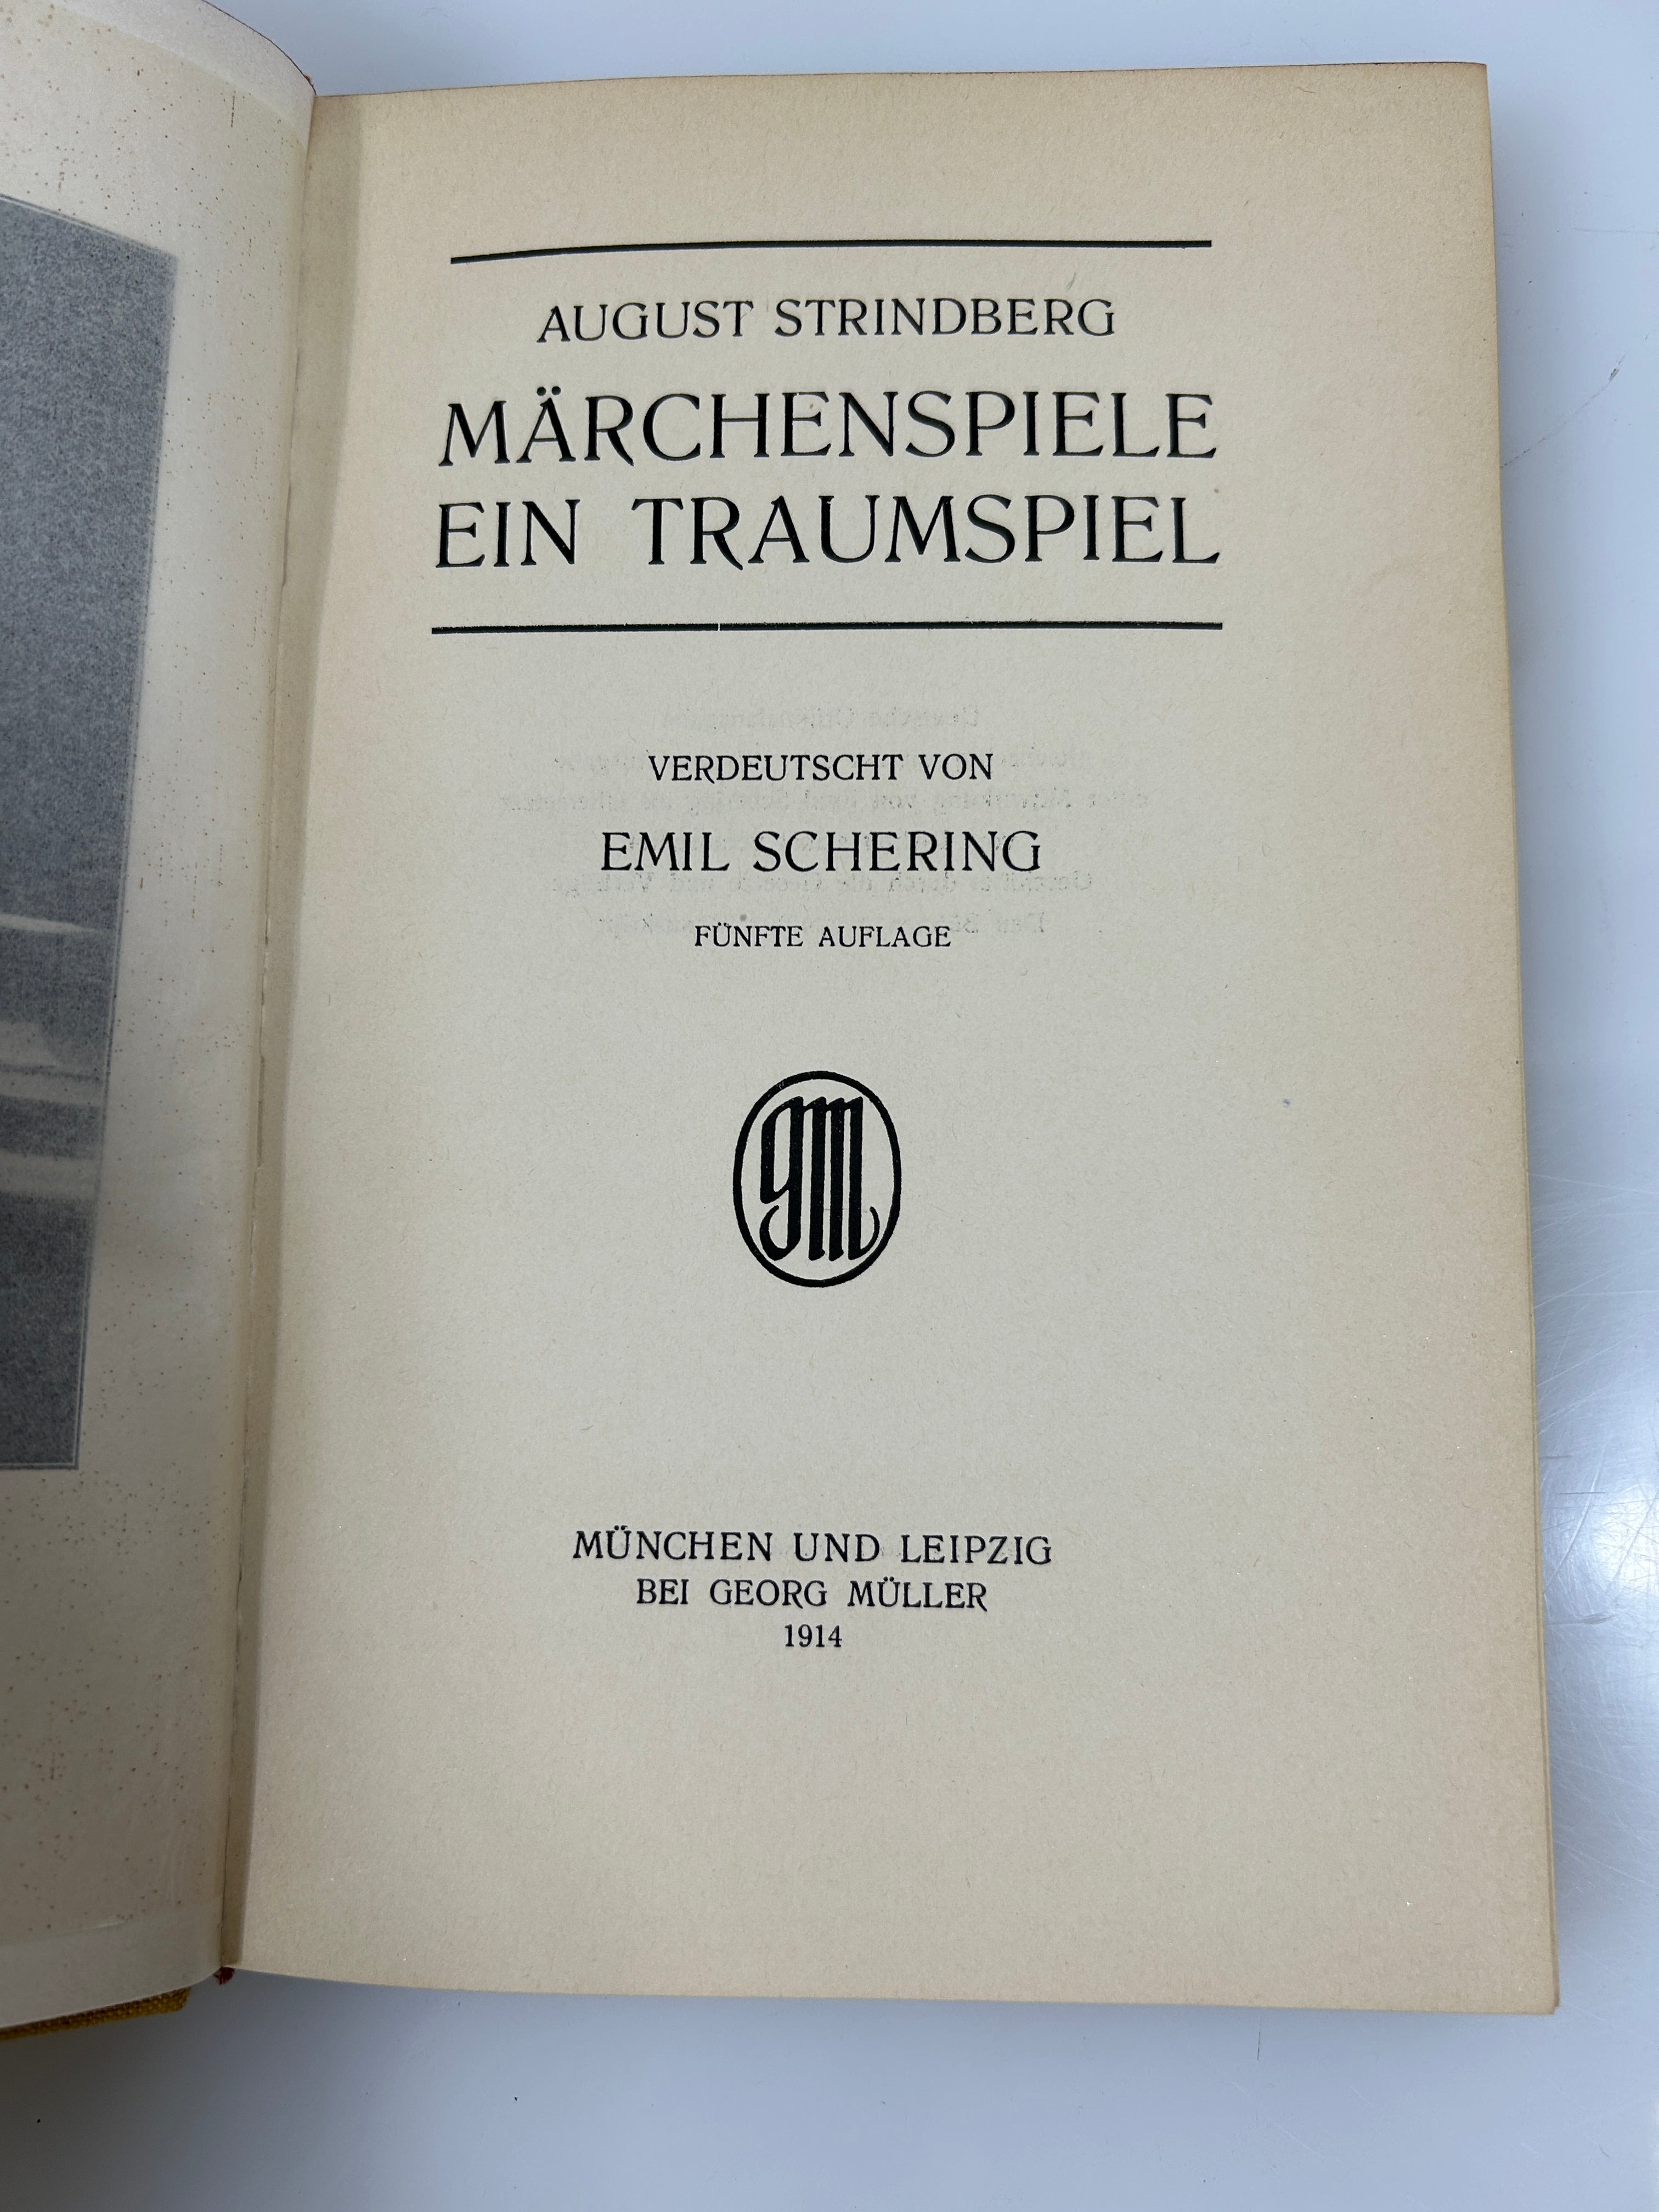 AUGUST STRINDBERG
MÄRCHENSPIELE
EIN TRAUMSPIEL
VERDEUTSCHT VON
EMIL SCHERING
FÜNFTE AUFLAGE
GM
MÜNCHEN UND LEIPZIG
BEI GEORG MÜLLER
1914